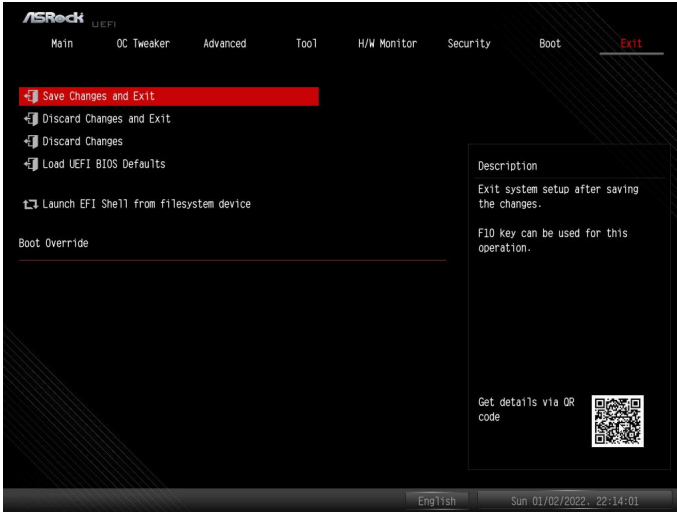 ASRock UEFI
Main OC Tweaker Advanced Tool H/W Monitor Security Boot Exit
Save Changes and Exit
Discard Changes and Exit
Discard Changes
Load UEFI BIOS Defaults
Launch EFI Shell from filesystem device
Boot Override
Description
Exit system setup after saving
the changes.
F10 key can be used for this
operation.
Get details via QR
code
English Sun 01/02/2022. 22:14:01